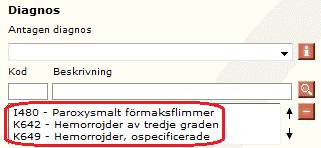 Diagnos
Antagen diagnos
Kod Beskrivning
I480 - Paroxysmalt förmaksflimmer
K642 - Hemorrojder av tredje graden
K649 - Hemorrojder, ospecificerade